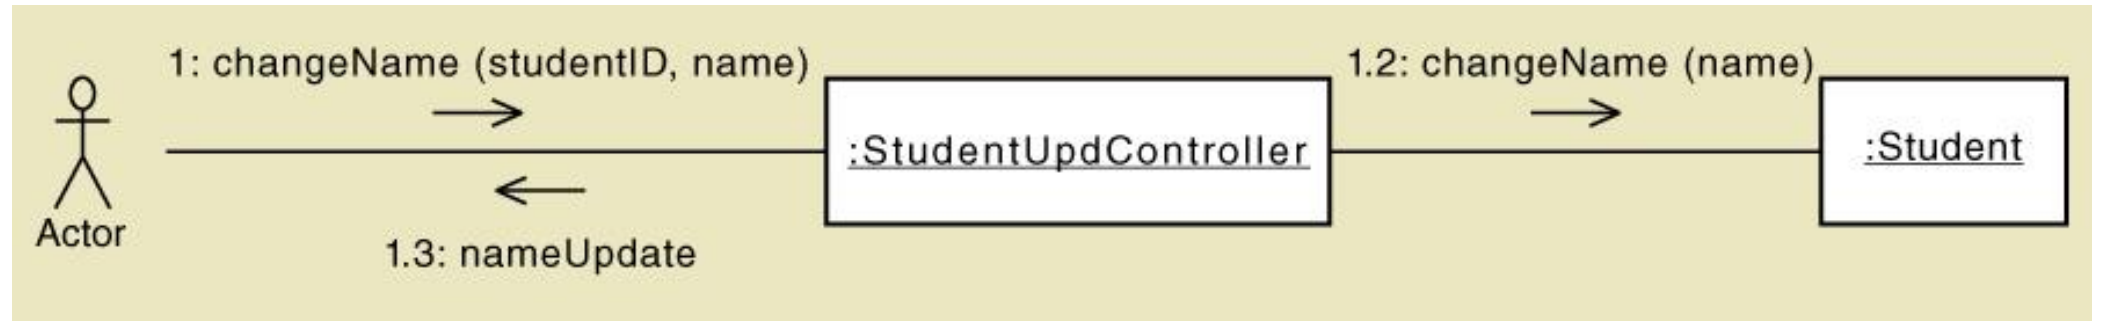 1: changeName (studentID, name)
1.2: changeName (name)
:StudentUpdController
:Student
Actor
1.3: nameUpdate